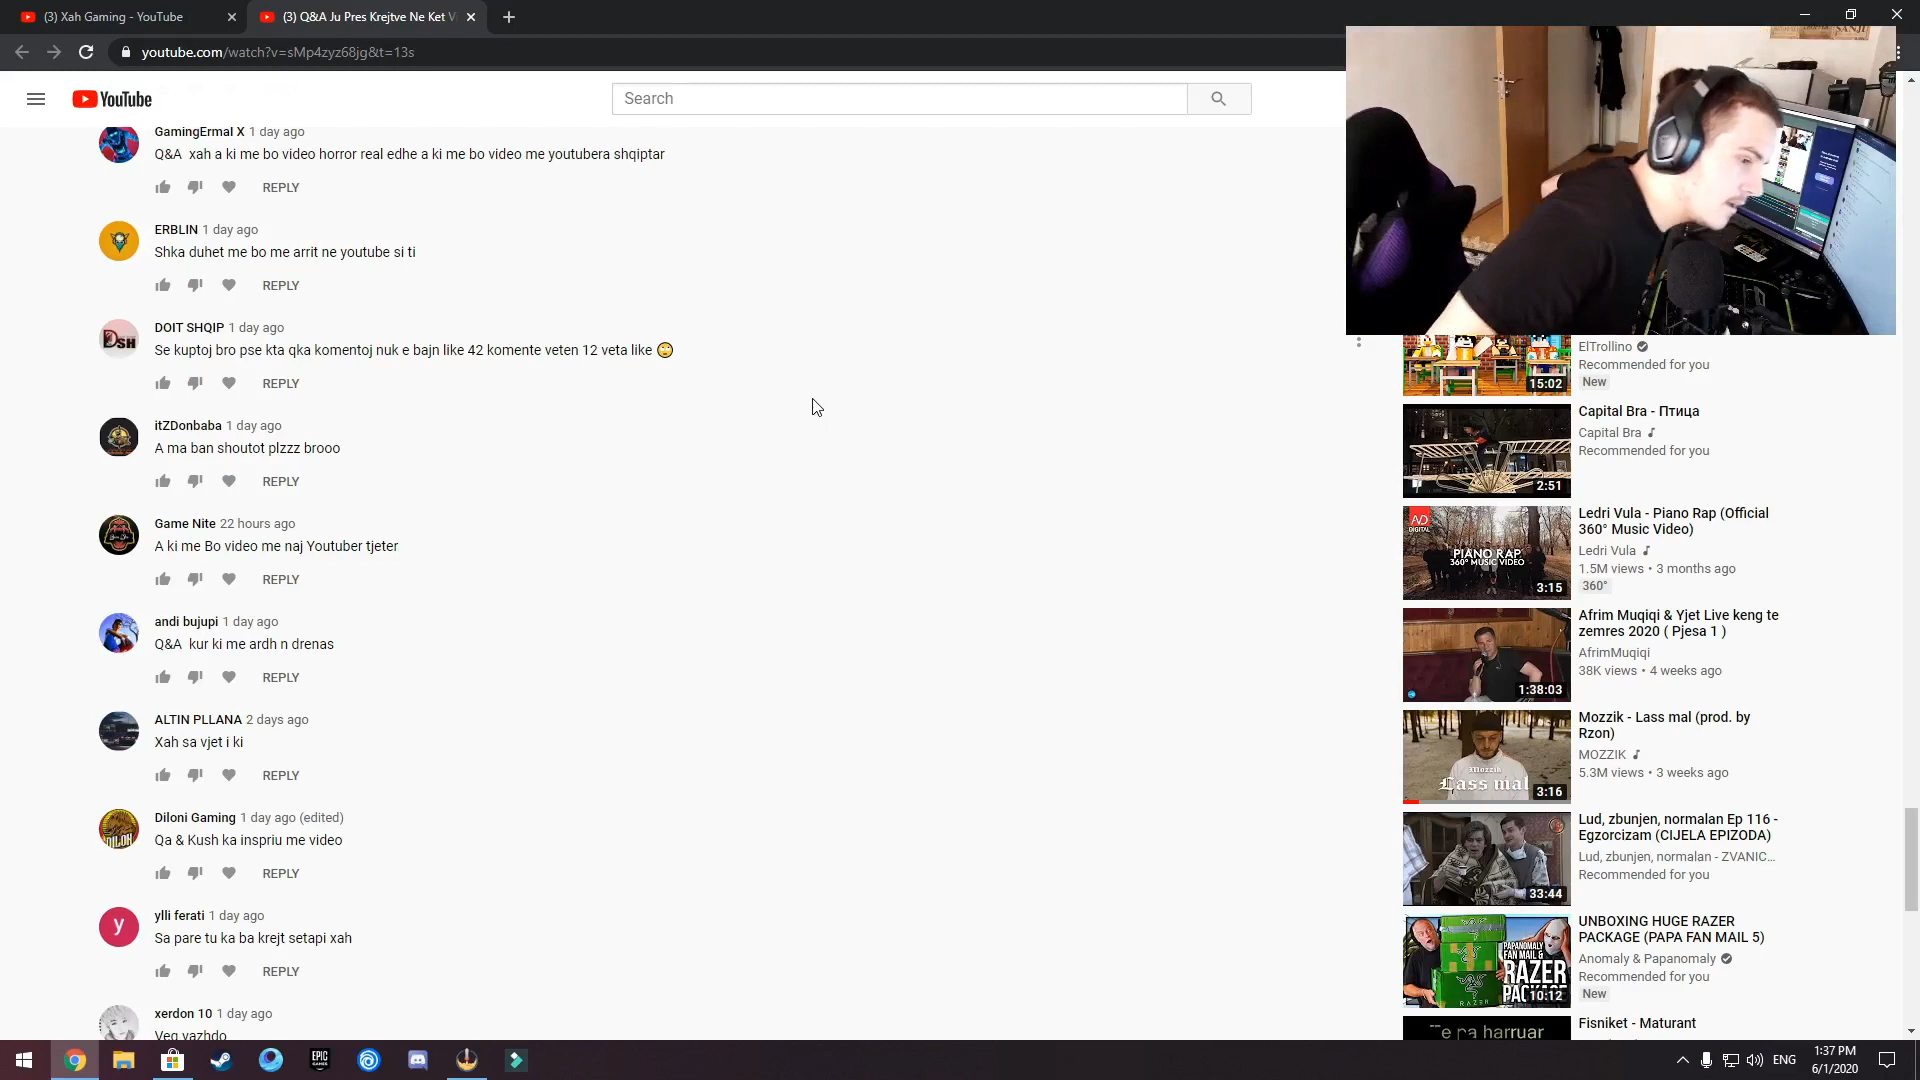 (3) Xah Gaming - YouTube
(3) Q&A Ju Pres Krejtve Ne Ket V
youtube.com/watch?v=sMp4zyz68jg&t=13s
YouTube
Search
GamingErmal X 1 day ago
Q&A xah a ki me bo video horror real edhe a ki me bo video me youtubera shqiptar
REPLY
ERBLIN 1 day ago
Shka duhet me bo me arrit ne youtube si ti
REPLY
DOIT SHQIP 1 day ago
Se kuptoj bro pse kta qka komentoj nuk e bajn like 42 komente veten 12 veta like 🙄
REPLY
itZDonbaba 1 day ago
A ma ban shoutot plzzz brooo
REPLY
Game Nite 22 hours ago
A ki me Bo video me naj Youtuber tjeter
REPLY
andi bujupi 1 day ago
Q&A kur ki me ardh n drenas
REPLY
ALTIN PLLANA 2 days ago
Xah sa vjet i ki
REPLY
Diloni Gaming 1 day ago (edited)
Qa & Kush ka inspriu me video
REPLY
ylli ferati 1 day ago
Sa pare tu ka ba krejt setapi xah
REPLY
xerdon 10 1 day ago
Veq vazhdo
DSH
y
SANJI
15:02
ElTrollino
Recommended for you
New
2:51
Capital Bra - Птица
Capital Bra
Recommended for you
AD
DIGITAL
PIANO RAP
360° MUSIC VIDEO
3:15
Ledri Vula - Piano Rap (Official
360° Music Video)
Ledri Vula
1.5M views • 3 months ago
360°
1:38:03
Afrim Muqiqi & Yjet Live keng te
zemres 2020 ( Pjesa 1 )
AfrimMuqiqi
38K views • 4 weeks ago
Mozzik
Lass mal
3:16
Mozzik - Lass mal (prod. by
Rzon)
MOZZIK
5.3M views • 3 weeks ago
33:44
Lud, zbunjen, normalan Ep 116 -
Egzorcizam (CIJELA EPIZODA)
Lud, zbunjen, normalan - ZVANIC...
Recommended for you
PAPANOMALY
FAN MAIL &
RAZER
PACKAGE
RAZER
10:12
UNBOXING HUGE RAZER
PACKAGE (PAPA FAN MAIL 5)
Anomaly & Papanomaly
Recommended for you
New
Te pa harruar
Fisniket - Maturant
EPIC
GAMES
ENG
1:37 PM
6/1/2020